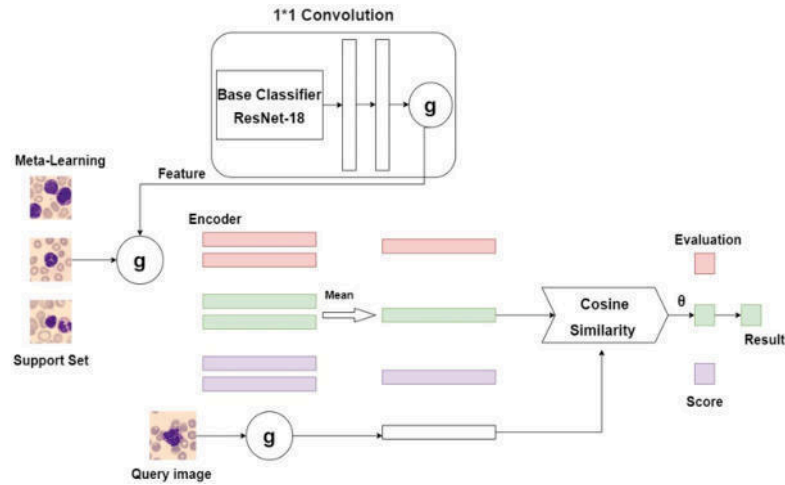 1*1 Convolution
Base Classifier
ResNet-18
g
Meta-Learning
Feature
g
Encoder
Evaluation
Mean
Cosine
Similarity
θ
Result
Support Set
Score
g
Query image